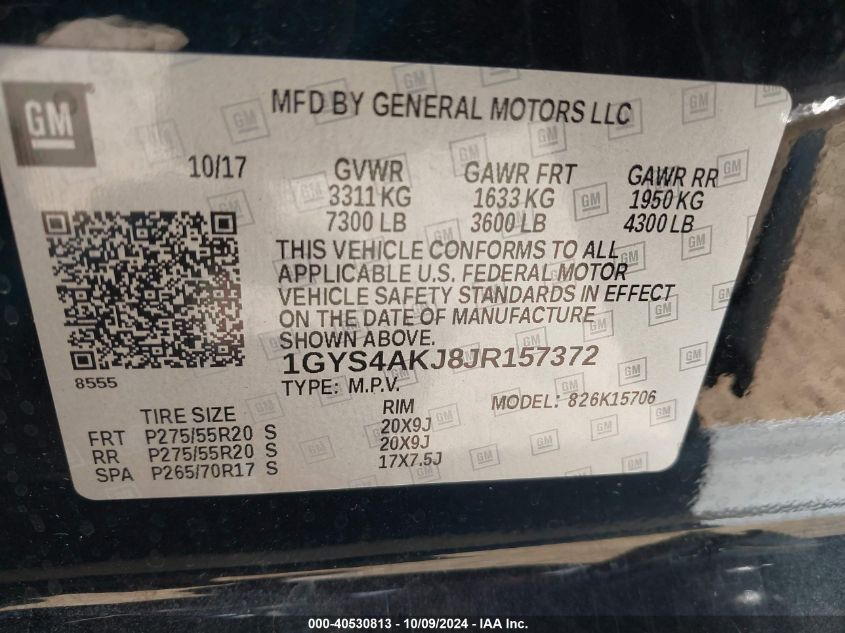 GM
MFD BY GENERAL MOTORS LLC
10/17 GVWR GAWR FRT GAWR RR
3311 KG 1633 KG 1950 KG
7300 LB 3600 LB 4300 LB
THIS VEHICLE CONFORMS TO ALL
APPLICABLE U.S. FEDERAL MOTOR
VEHICLE SAFETY STANDARDS IN EFFECT
ON THE DATE OF MANUFACTURE
SHOWN ABOVE.
1GYS4AKJ8JR157372
8555
TYPE: M.P.V. MODEL: 826K15706
TIRE SIZE RIM
FRT P275/55R20 S 20X9J
RR P275/55R20 S 20X9J
SPA P265/70R17 S 17X7.5J
000-40530813 - 10/09/2024 - IAA Inc.